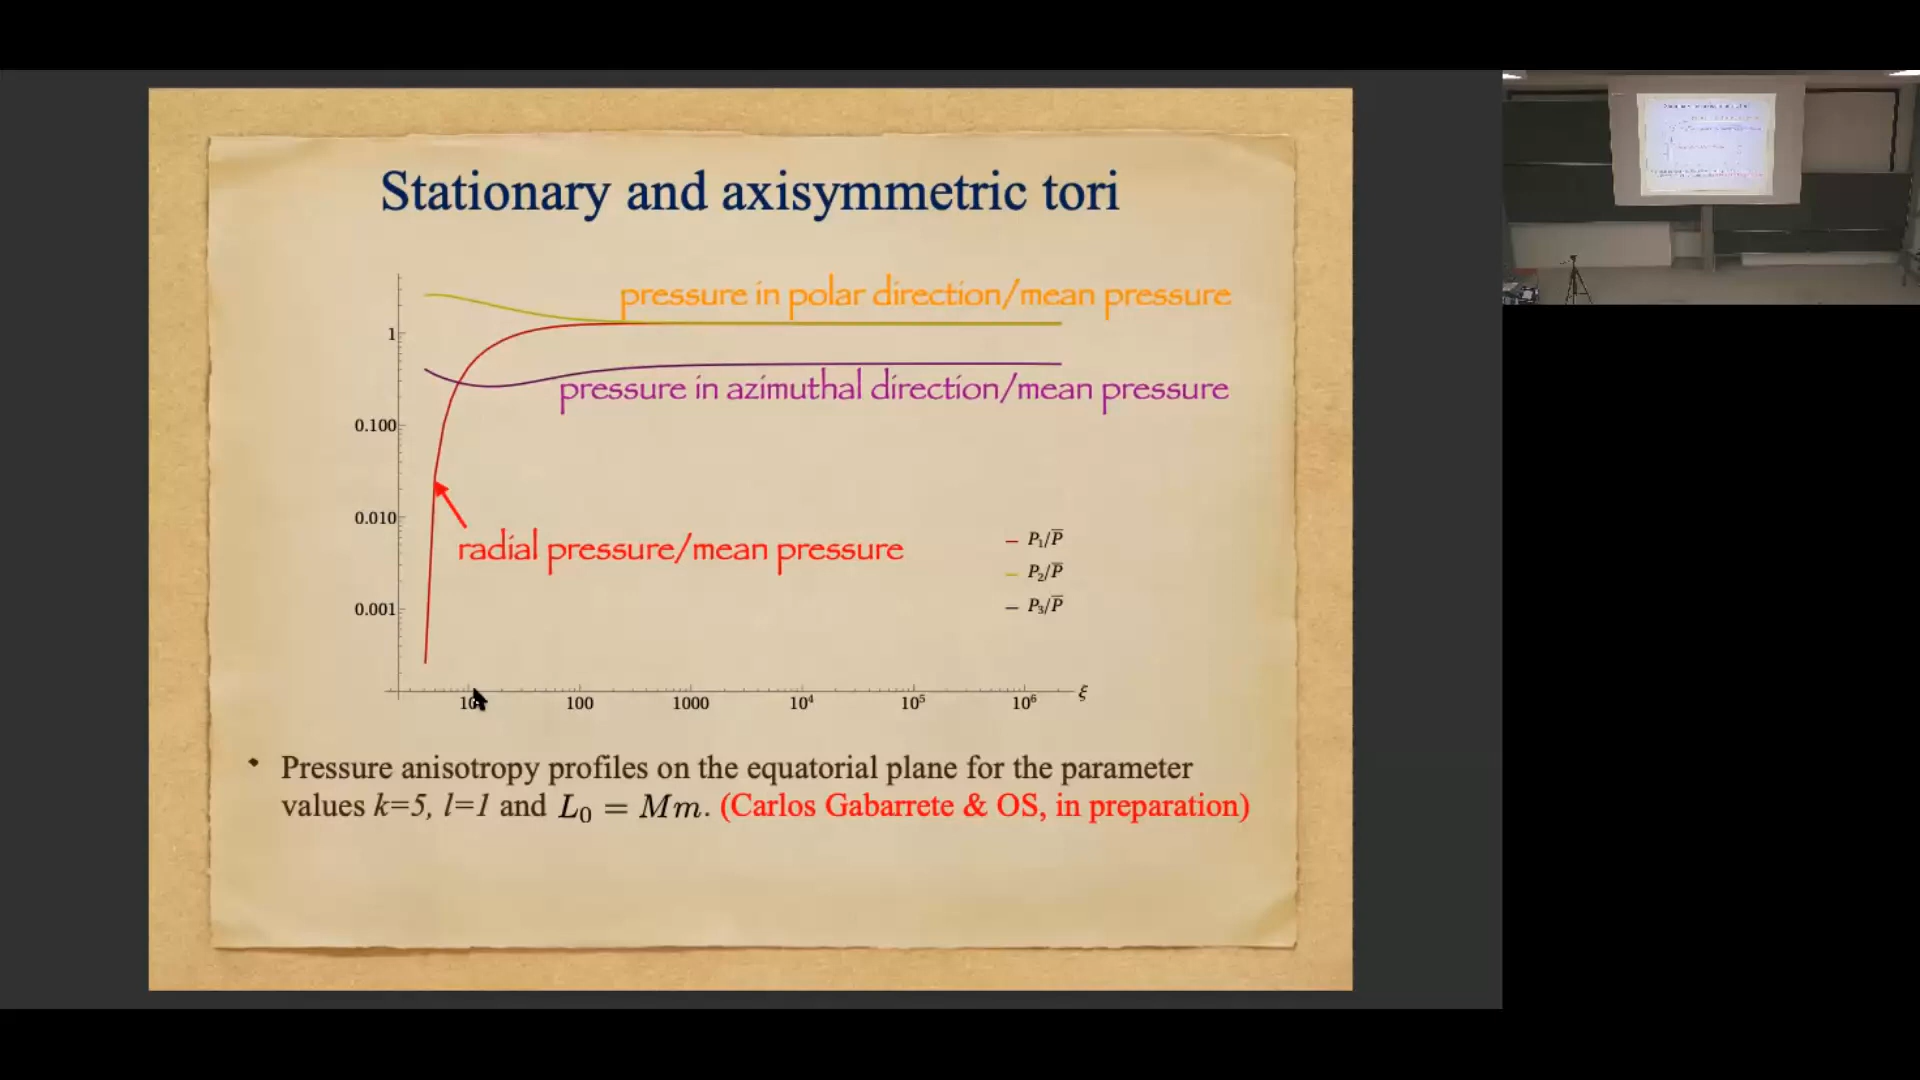 Stationary and axisymmetric tori
pressure in polar direction/mean pressure
1
pressure in azimuthal direction/mean pressure
0.100
0.010
radial pressure/mean pressure
P₁/P̅
P₂/P̅
P₃/P̅
0.001
10 100 1000 10⁴ 10⁵ 10⁶ ξ
• Pressure anisotropy profiles on the equatorial plane for the parameter
values k=5, l=1 and L₀ = Mm. (Carlos Gabarrete & OS, in preparation)